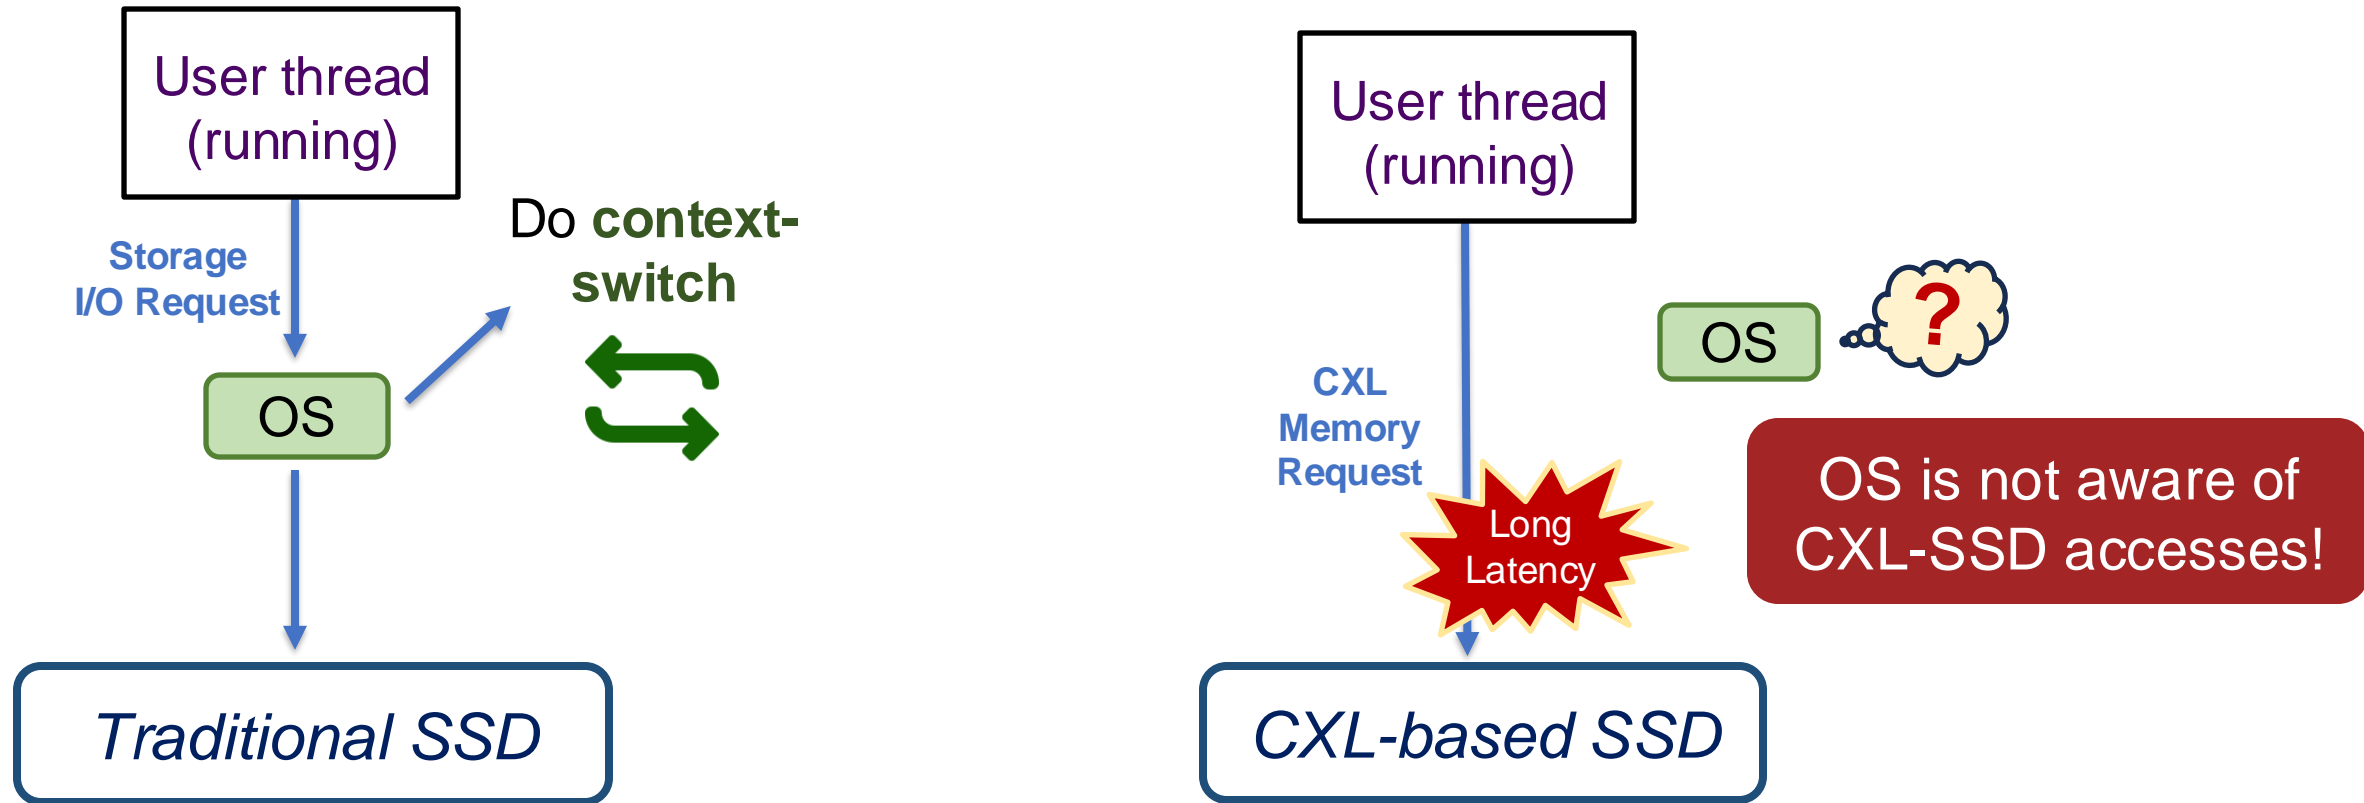 User thread
(running)
Storage
I/O Request
Do context-
switch
OS
Traditional SSD
User thread
(running)
CXL
Memory
Request
OS
?
Long
Latency
OS is not aware of
CXL-SSD accesses!
CXL-based SSD